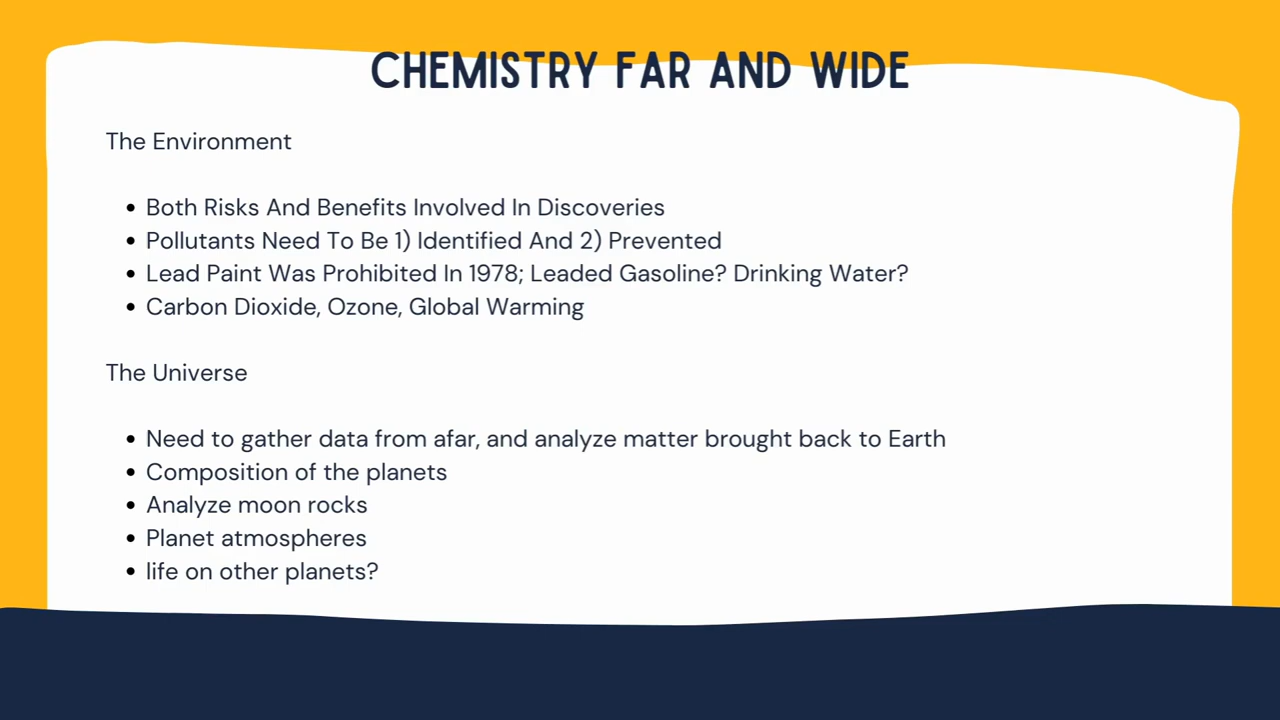 CHEMISTRY FAR AND WIDE
The Environment
• Both Risks And Benefits Involved In Discoveries
• Pollutants Need To Be 1) Identified And 2) Prevented
• Lead Paint Was Prohibited In 1978; Leaded Gasoline? Drinking Water?
• Carbon Dioxide, Ozone, Global Warming
The Universe
• Need to gather data from afar, and analyze matter brought back to Earth
• Composition of the planets
• Analyze moon rocks
• Planet atmospheres
• life on other planets?